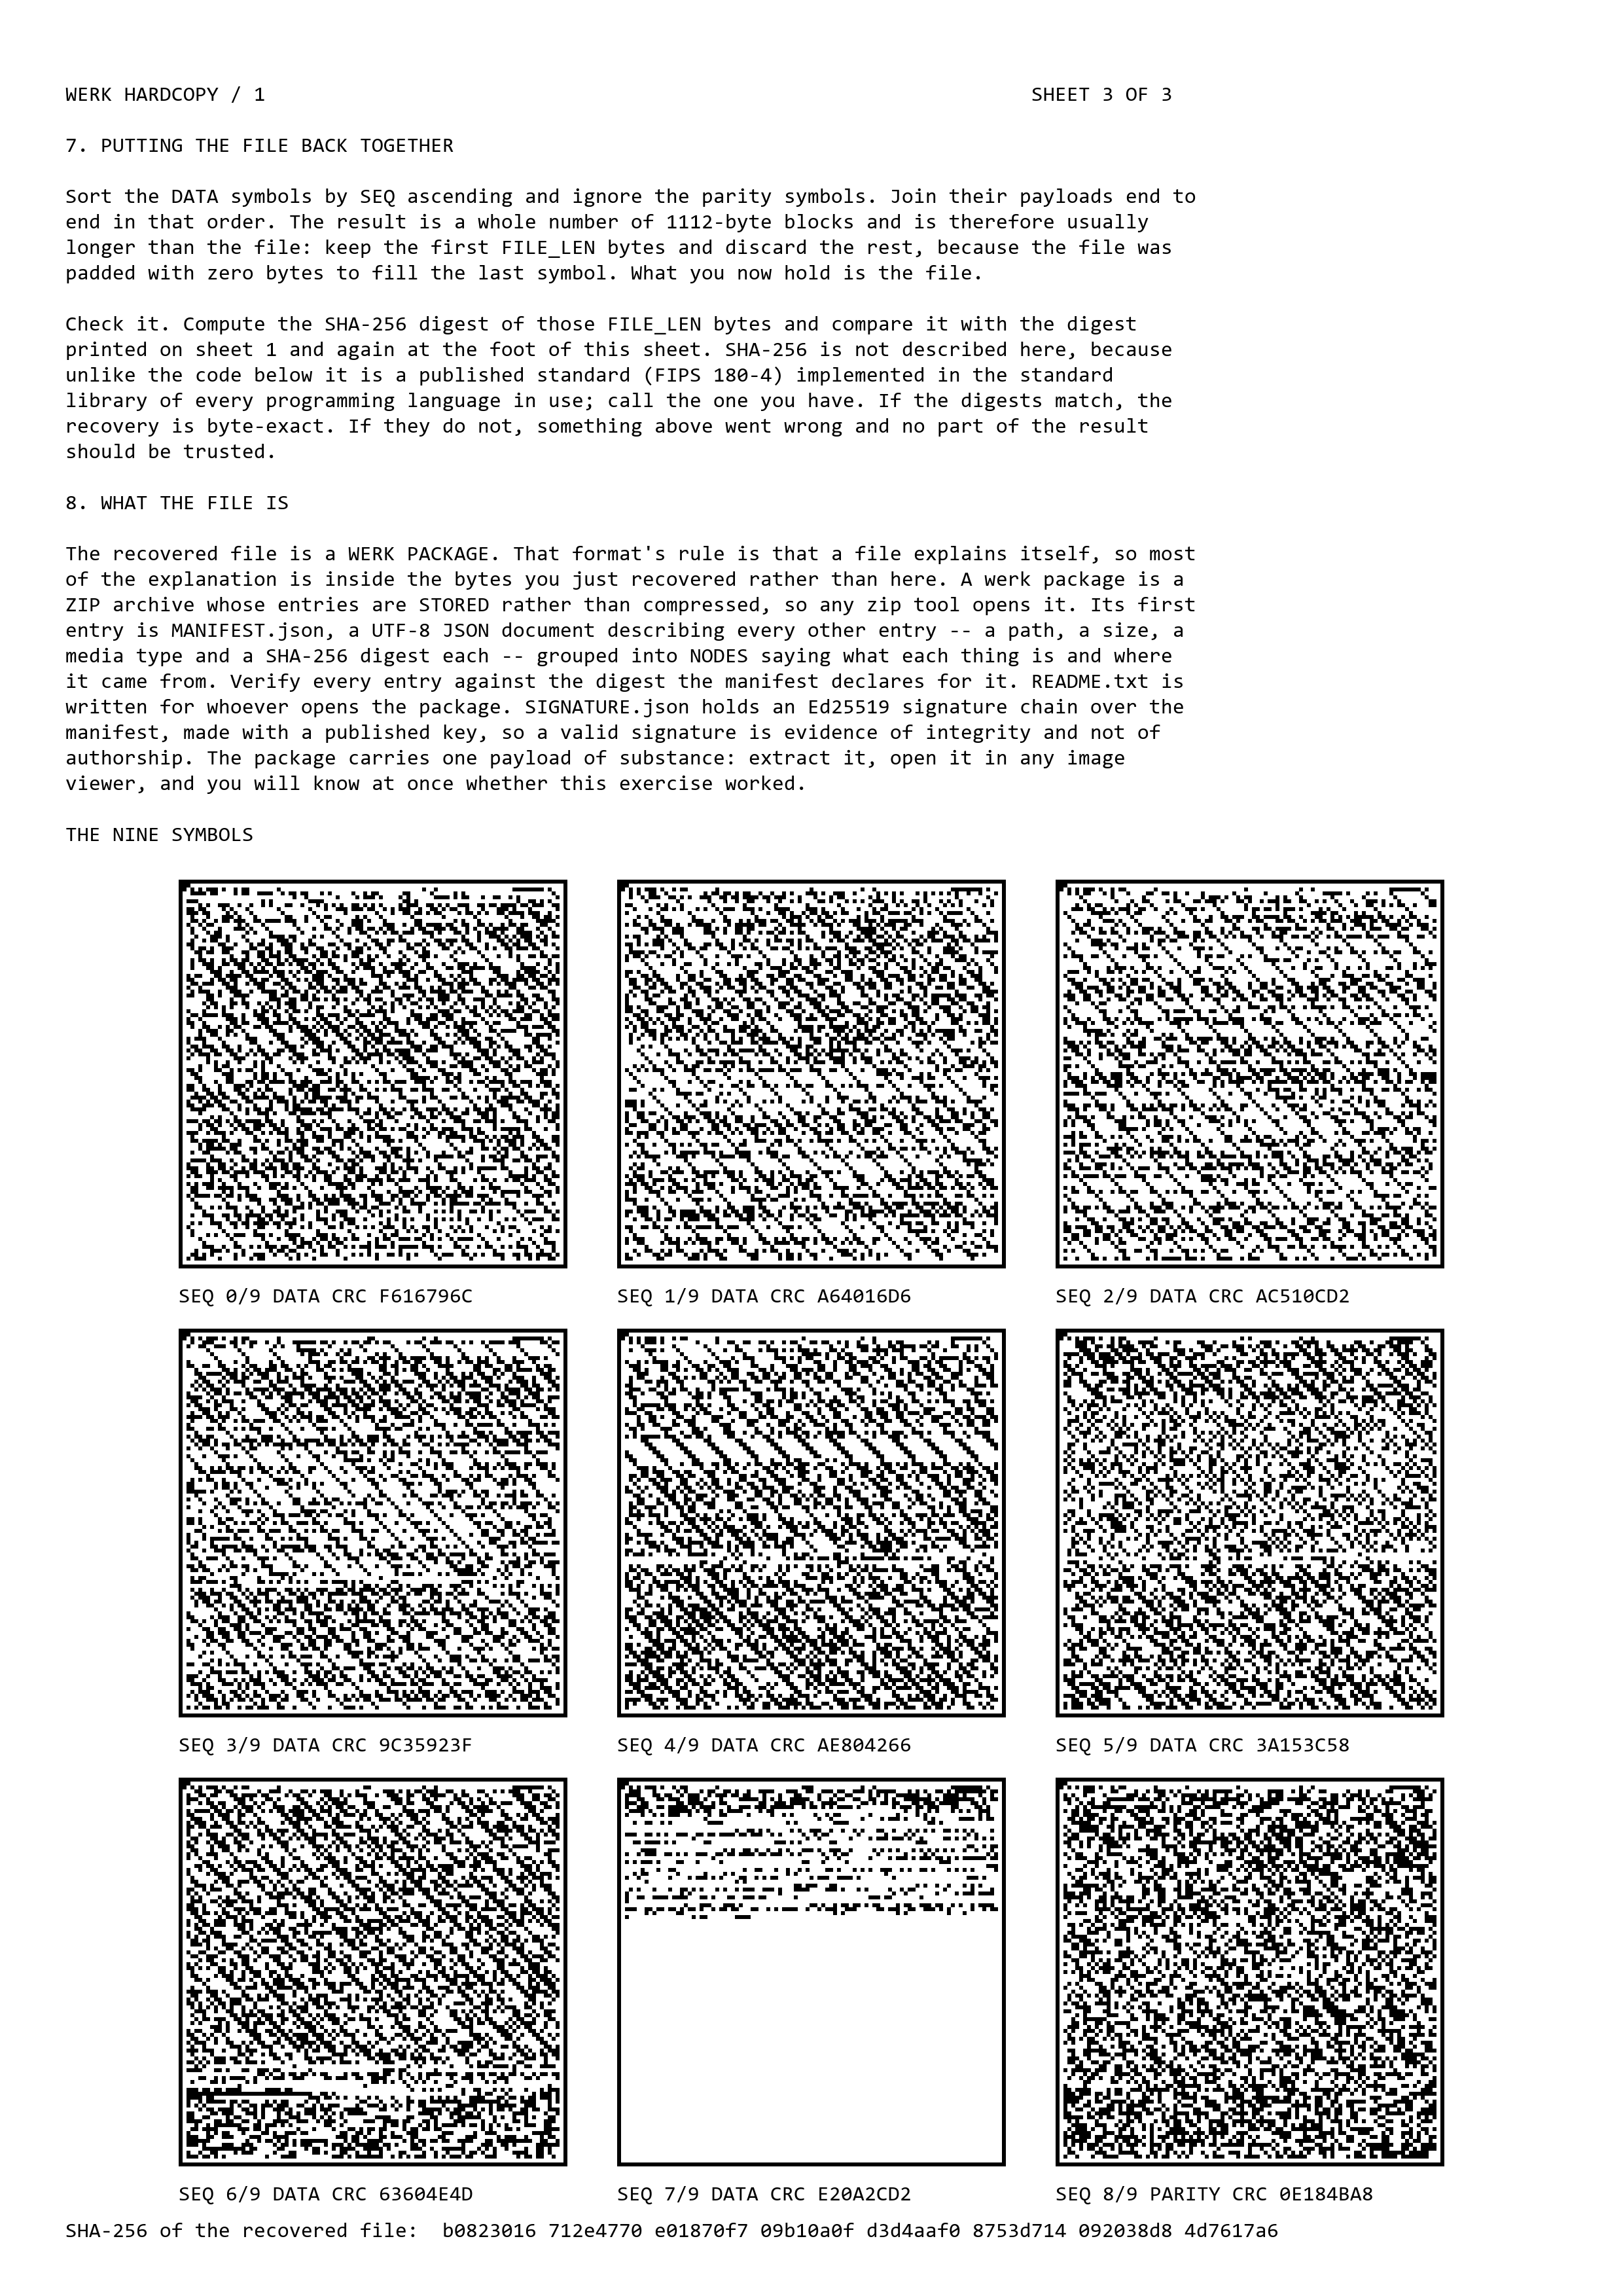 WERK HARDCOPY / 1 SHEET 3 OF 3
7. PUTTING THE FILE BACK TOGETHER
Sort the DATA symbols by SEQ ascending and ignore the parity symbols. Join their payloads end to
end in that order. The result is a whole number of 1112-byte blocks and is therefore usually
longer than the file: keep the first FILE_LEN bytes and discard the rest, because the file was
padded with zero bytes to fill the last symbol. What you now hold is the file.
Check it. Compute the SHA-256 digest of those FILE_LEN bytes and compare it with the digest
printed on sheet 1 and again at the foot of this sheet. SHA-256 is not described here, because
unlike the code below it is a published standard (FIPS 180-4) implemented in the standard
library of every programming language in use; call the one you have. If the digests match, the
recovery is byte-exact. If they do not, something above went wrong and no part of the result
should be trusted.
8. WHAT THE FILE IS
The recovered file is a WERK PACKAGE. That format's rule is that a file explains itself, so most
of the explanation is inside the bytes you just recovered rather than here. A werk package is a
ZIP archive whose entries are STORED rather than compressed, so any zip tool opens it. Its first
entry is MANIFEST.json, a UTF-8 JSON document describing every other entry -- a path, a size, a
media type and a SHA-256 digest each -- grouped into NODES saying what each thing is and where
it came from. Verify every entry against the digest the manifest declares for it. README.txt is
written for whoever opens the package. SIGNATURE.json holds an Ed25519 signature chain over the
manifest, made with a published key, so a valid signature is evidence of integrity and not of
authorship. The package carries one payload of substance: extract it, open it in any image
viewer, and you will know at once whether this exercise worked.
THE NINE SYMBOLS
SEQ 0/9 DATA CRC F616796C
SEQ 1/9 DATA CRC A64016D6
SEQ 2/9 DATA CRC AC510CD2
SEQ 3/9 DATA CRC 9C35923F
SEQ 4/9 DATA CRC AE804266
SEQ 5/9 DATA CRC 3A153C58
SEQ 6/9 DATA CRC 63604E4D
SEQ 7/9 DATA CRC E20A2CD2
SEQ 8/9 PARITY CRC 0E184BA8
SHA-256 of the recovered file: b0823016 712e4770 e01870f7 09b10a0f d3d4aaf0 8753d714 092038d8 4d7617a6